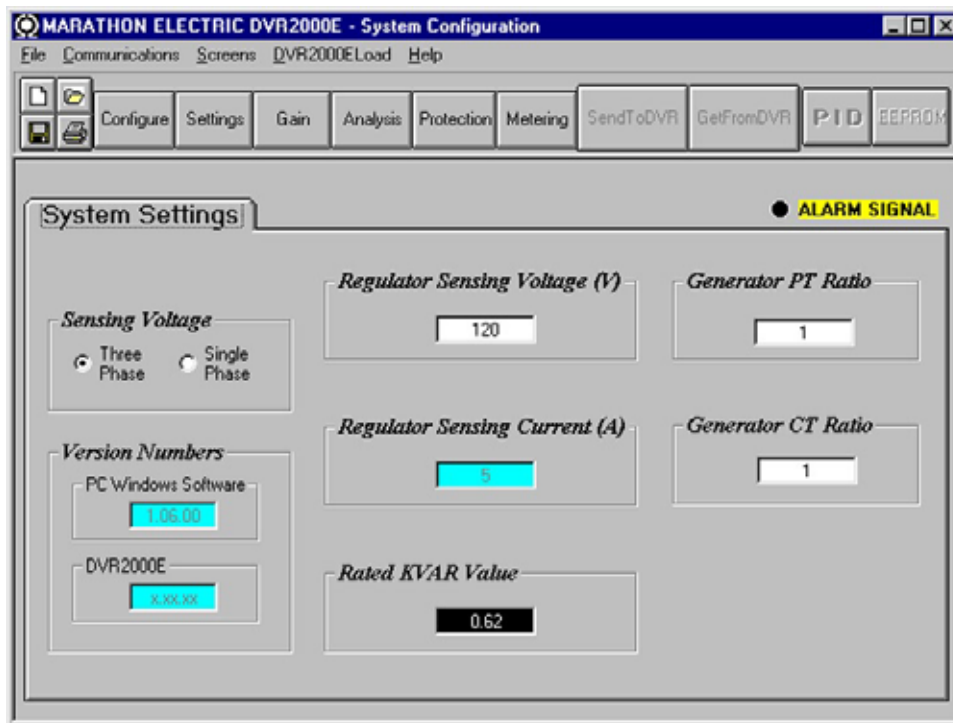 MARATHON ELECTRIC DVR2000E - System Configuration
File Communications Screens DVR2000ELoad Help
Configure Settings Gain Analysis Protection Metering SendToDVR GetFromDVR PID EEPROM
System Settings
ALARM SIGNAL
Sensing Voltage
Three Phase
Single Phase
Version Numbers
PC Windows Software
1.06.00
DVR2000E
x.xx.xx
Regulator Sensing Voltage (V)
120
Regulator Sensing Current (A)
5
Rated KVAR Value
0.62
Generator PT Ratio
1
Generator CT Ratio
1